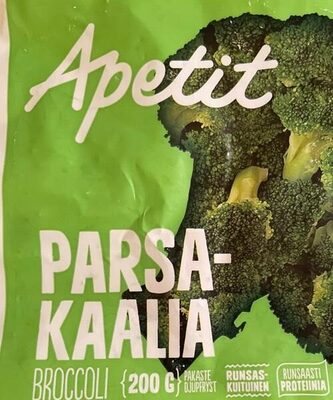 Apetit
PARSA-
KAALIA
BROCCOLI {200 G} PAKASTE
DJUPFRYST
RUNSAS-
KUITUINEN
RUNSAASTI
PROTEIINIA